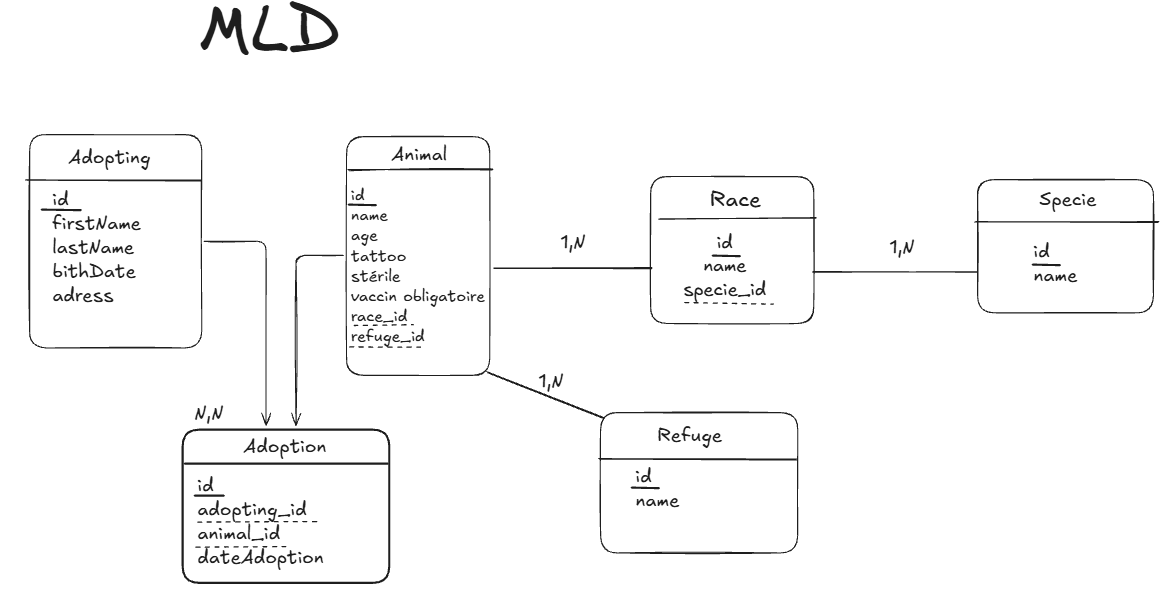 MLD
Adopting
id
firstName
lastName
bithDate
adress
Animal
id
name
age
tattoo
stérile
vaccin obligatoire
race_id
refuge_id
1,N
Race
id
name
specie_id
1,N
Specie
id
name
N,N
Adoption
id
adopting_id
animal_id
dateAdoption
1,N
Refuge
id
name